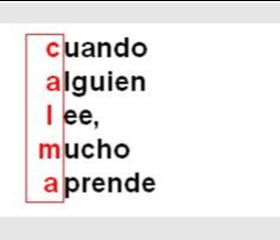 cuando
alguien
lee,
mucho
aprende